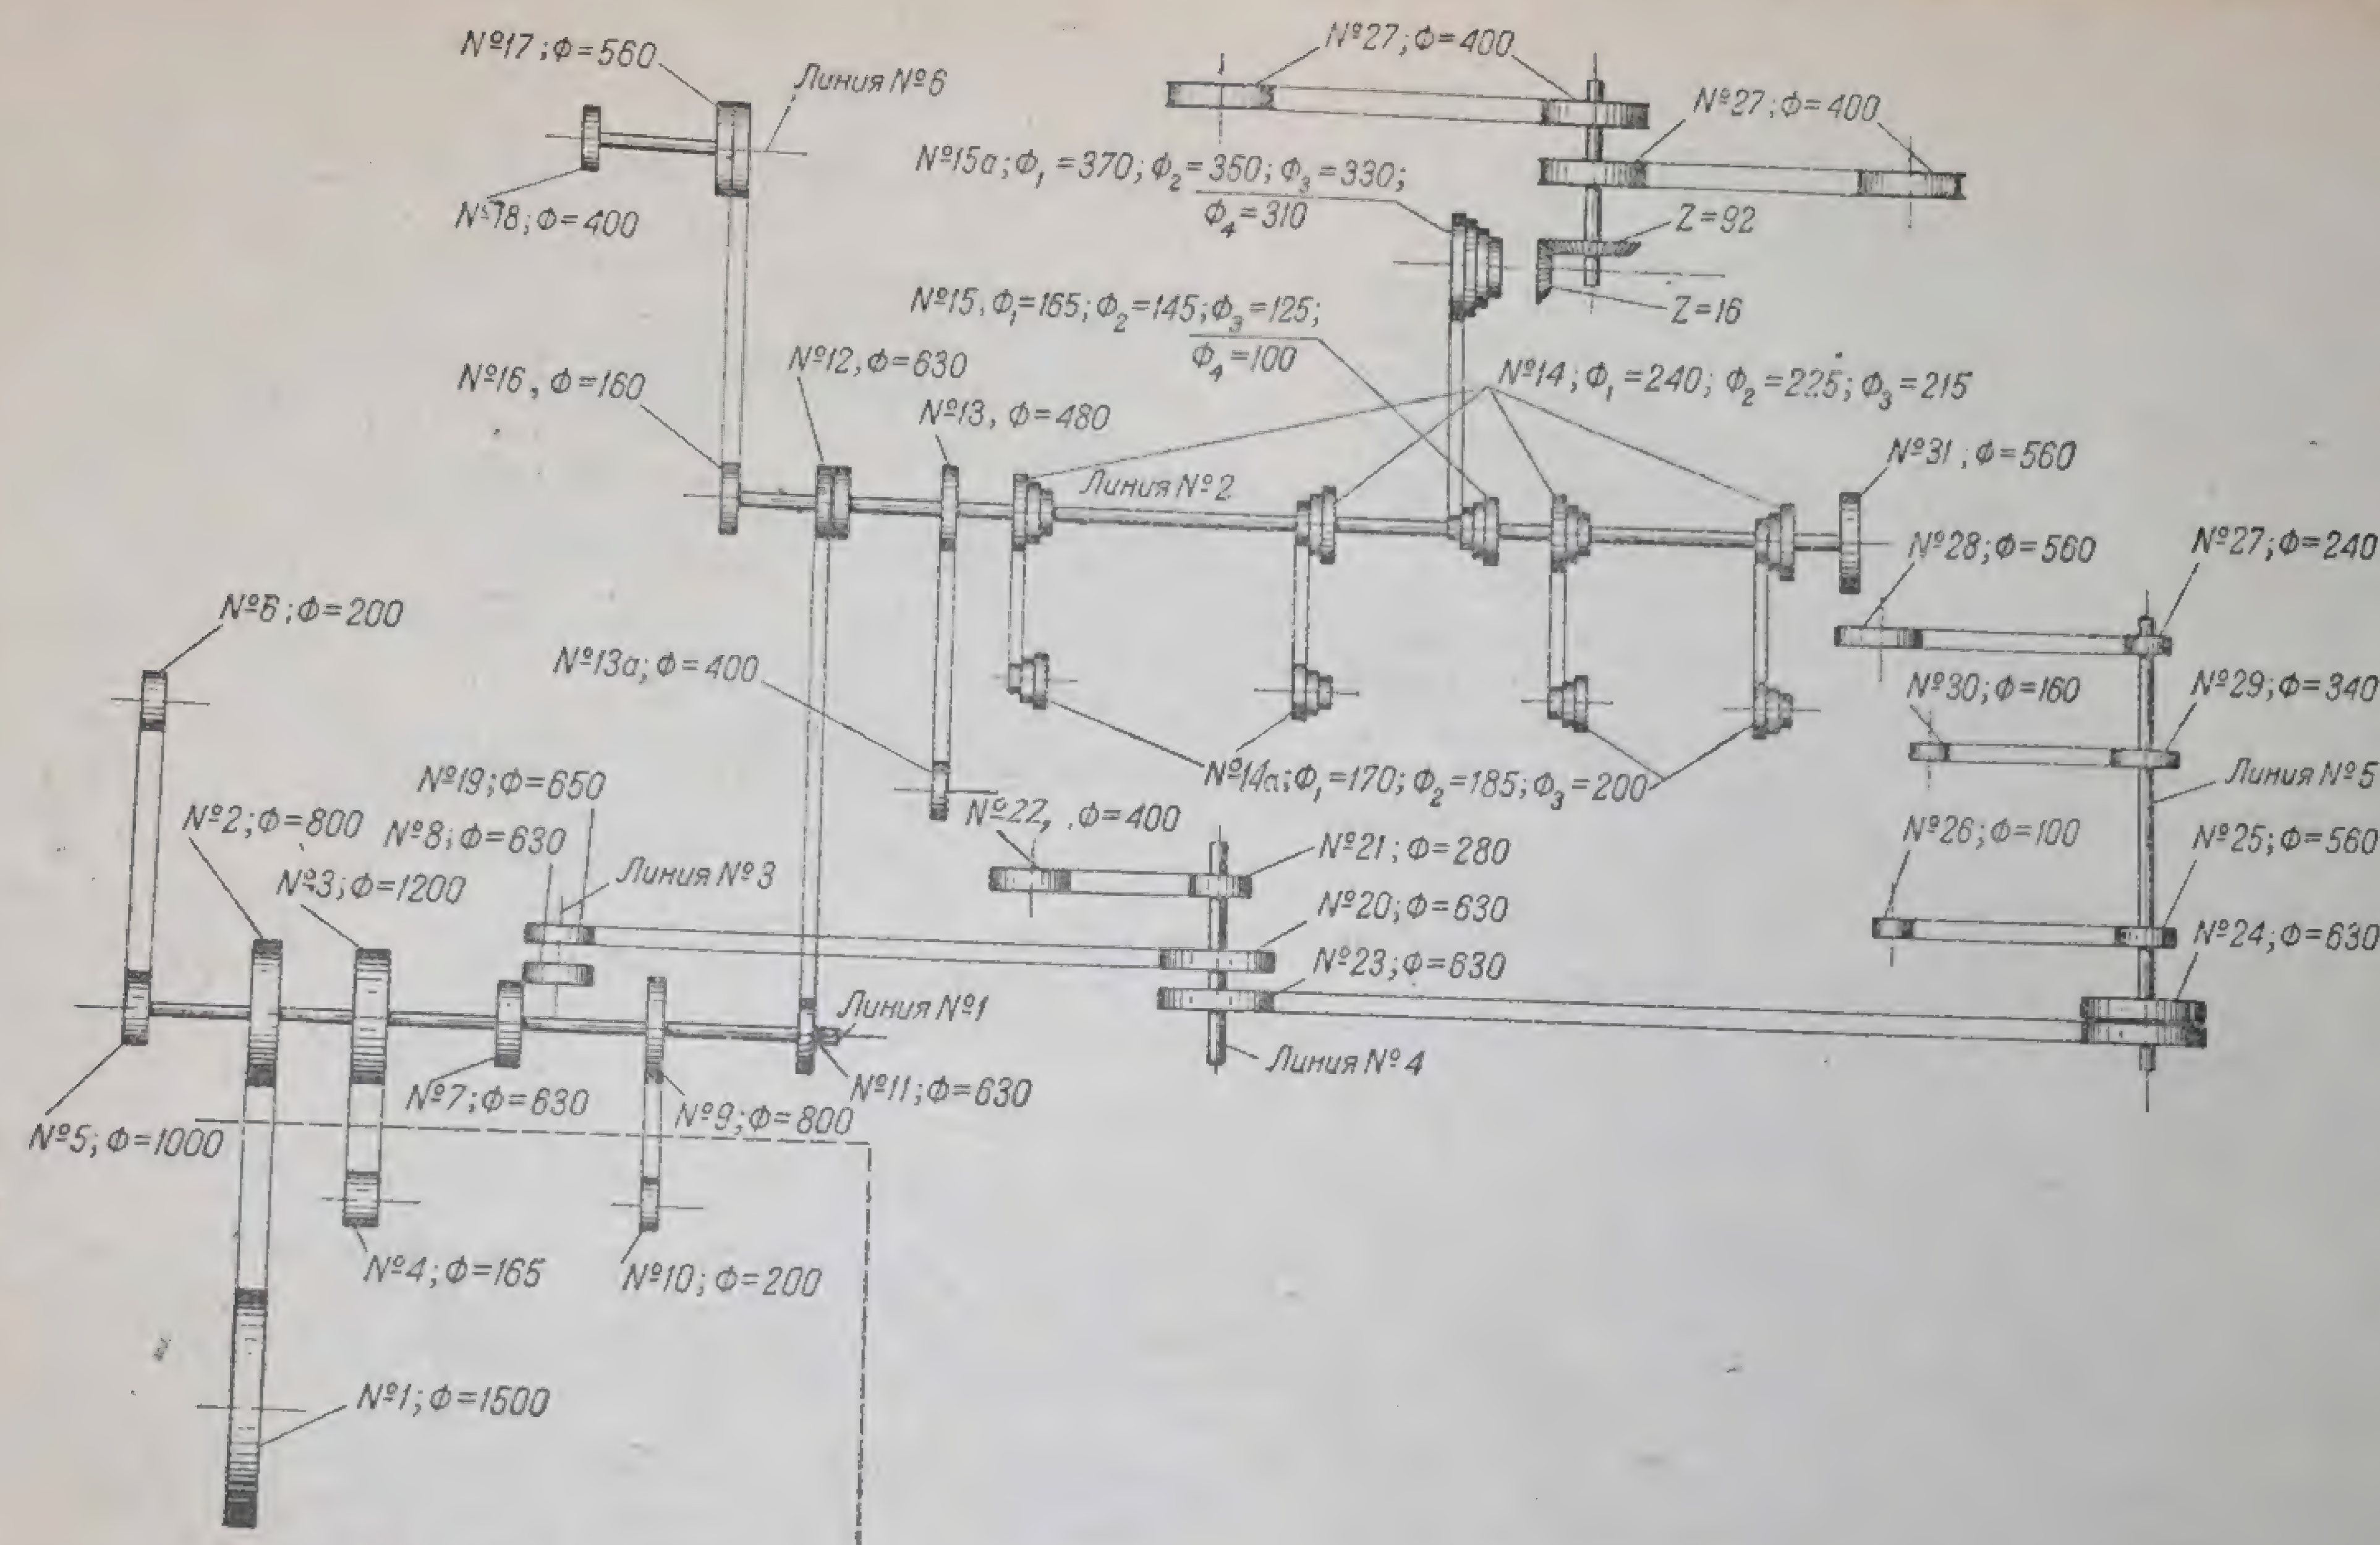 №17; Ф=560
Линия №6
№27; Ф=400
№27; Ф=400
№18; Ф=400
№15а; Ф₁=370; Ф₂=350; Ф₃=330;
Ф₄=310
Z=92
Z=16
№15. Ф₁=165; Ф₂=145; Ф₃=125;
Ф₄=100
№16, Ф=160
№12, Ф=630
№13, Ф=480
№14; Ф₁=240; Ф₂=225; Ф₃=215
Линия №2
№31; Ф=560
№28; Ф=560
№27; Ф=240
№6; Ф=200
№13а; Ф=400
№30; Ф=160
№29; Ф=340
Линия №5
№19; Ф=650
№14а; Ф₁=170; Ф₂=185; Ф₃=200
№2; Ф=800
№8; Ф=630
№22, Ф=400
№21; Ф=280
№26; Ф=100
№25; Ф=560
№3; Ф=1200
Линия №3
№20; Ф=630
№24; Ф=630
№23; Ф=630
Линия №1
Линия №4
№7; Ф=630
№11; Ф=630
№9; Ф=800
№5; Ф=1000
№4; Ф=165
№10; Ф=200
№1; Ф=1500